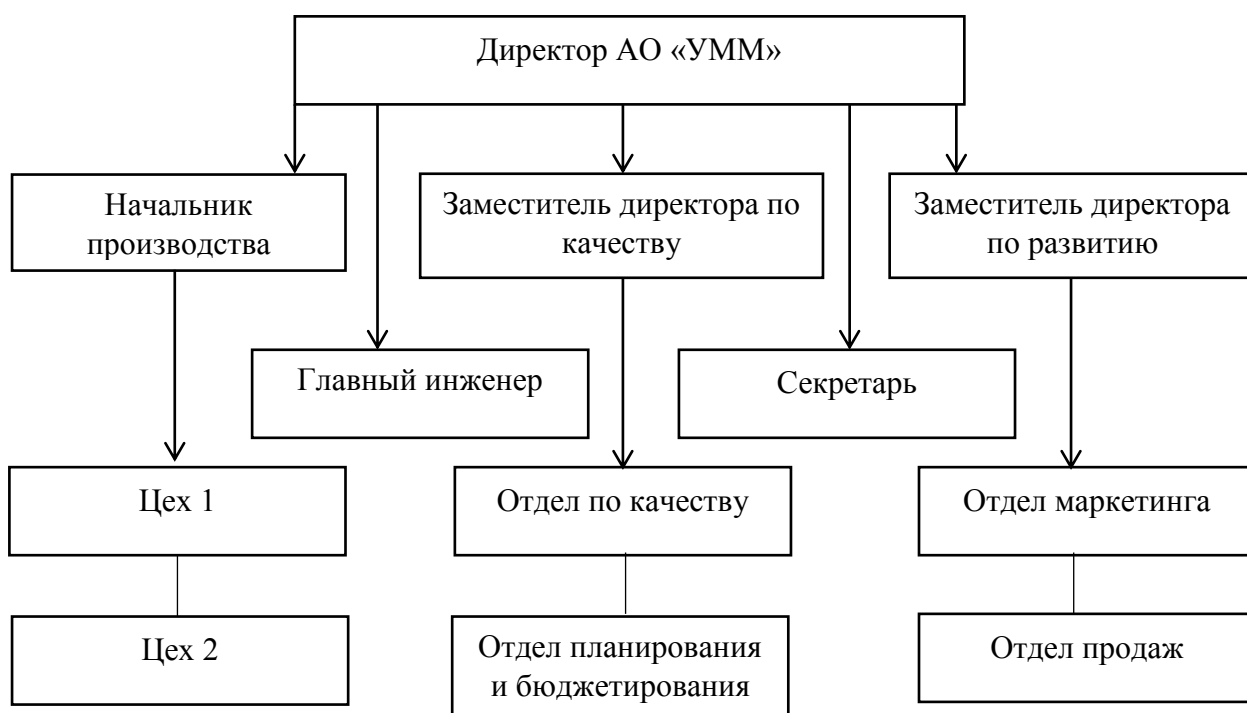 Директор АО «УММ»
Начальник
производства
Заместитель директора по
качеству
Заместитель директора
по развитию
Главный инженер
Секретарь
Цех 1
Отдел по качеству
Отдел маркетинга
Цех 2
Отдел планирования
и бюджетирования
Отдел продаж